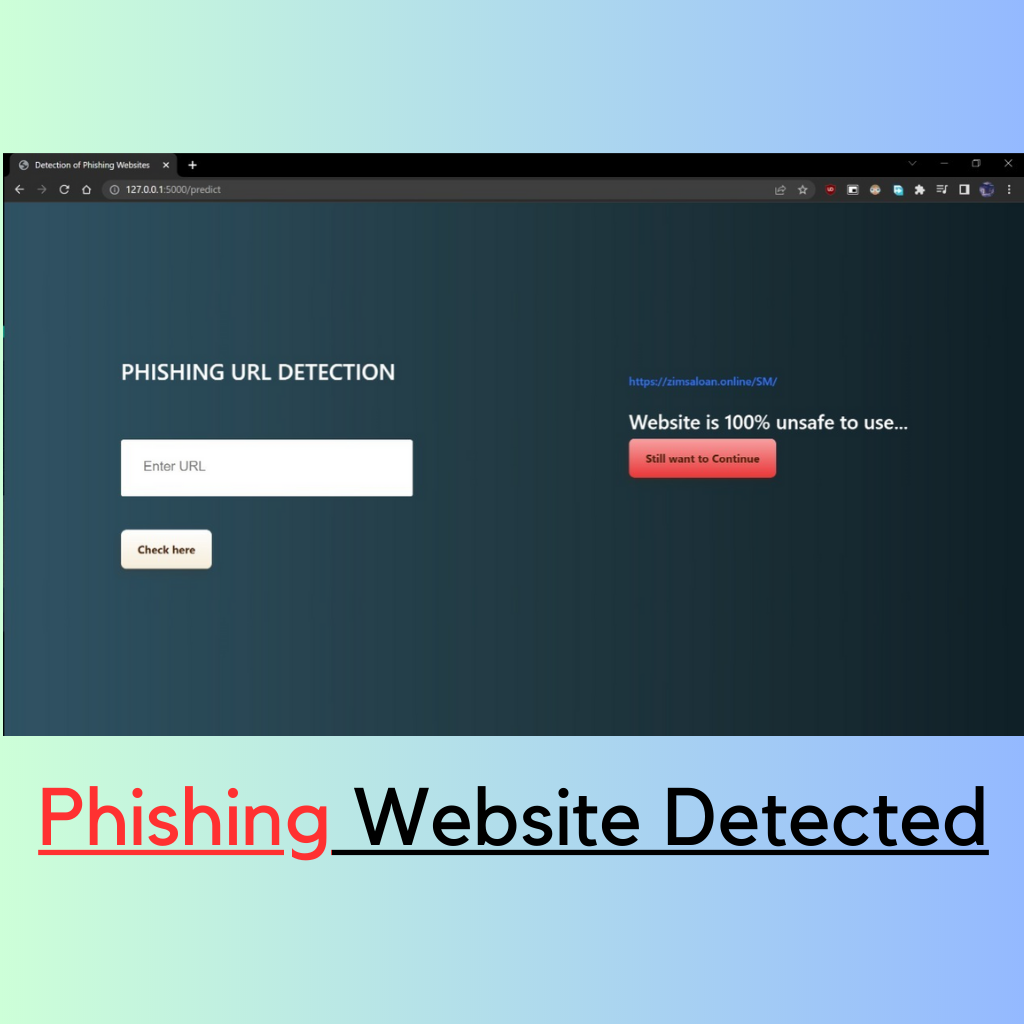 Detection of Phishing Websites
127.0.0.1:5000/predict
PHISHING URL DETECTION
Enter URL
Check here
https://zimsaloan.online/SM/
Website is 100% unsafe to use...
Still want to Continue
Phishing Website Detected